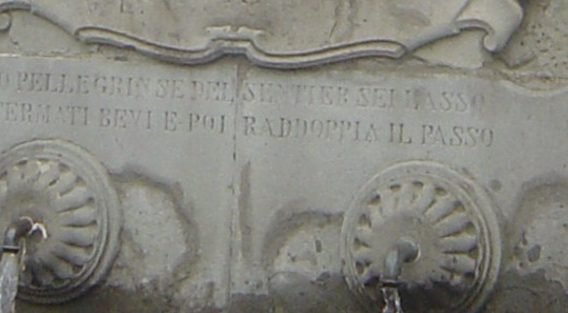 O PELLEGRIN SE DEL SENTIER SEI LASSO
FERMATI BEVI E POI RADDOPPIA IL PASSO